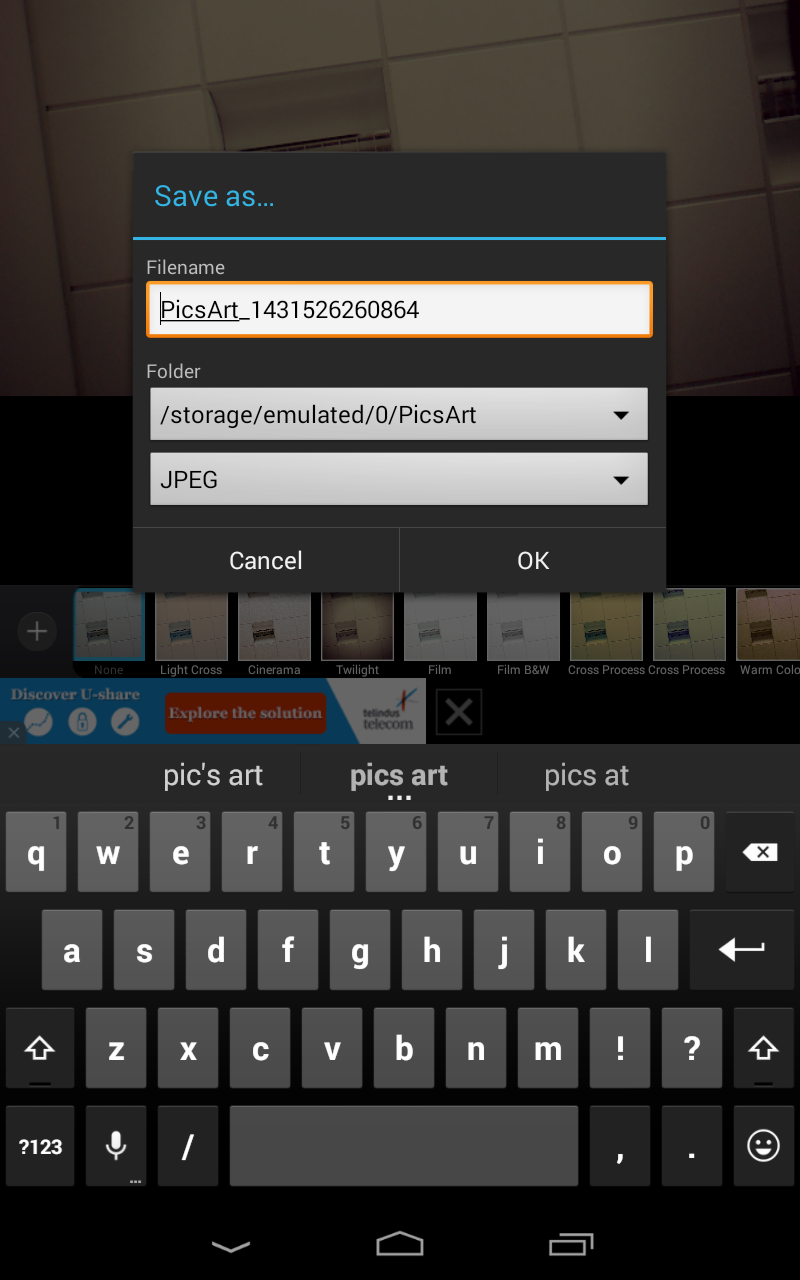 Save as...
Filename
PicsArt_1431526260864
Folder
/storage/emulated/0/PicsArt
JPEG
Cancel OK
None Light Cross Cinerama Twilight Film Film B&W Cross Process Cross Process Warm Colo
Discover U-share
Explore the solution
telindus
telecom
pic's art pics art pics at
...
1 2 3 4 5 6 7 8 9 0
q w e r t y u i o p
a s d f g h j k l
z x c v b n m ! ?
?123 / , .
...